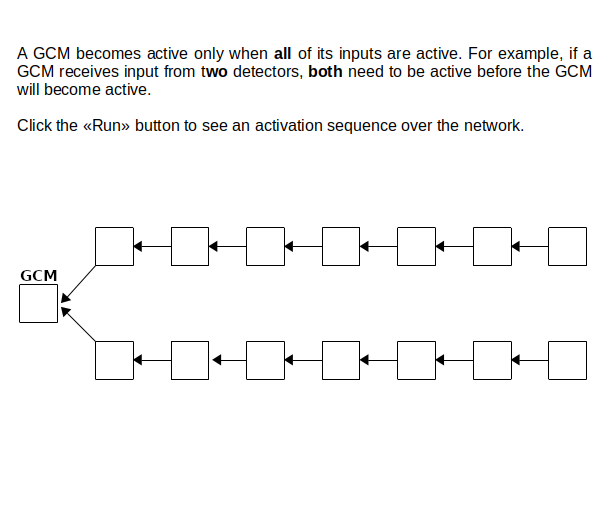 A GCM becomes active only when all of its inputs are active. For example, if a
GCM receives input from two detectors, both need to be active before the GCM
will become active.
Click the «Run» button to see an activation sequence over the network.
GCM